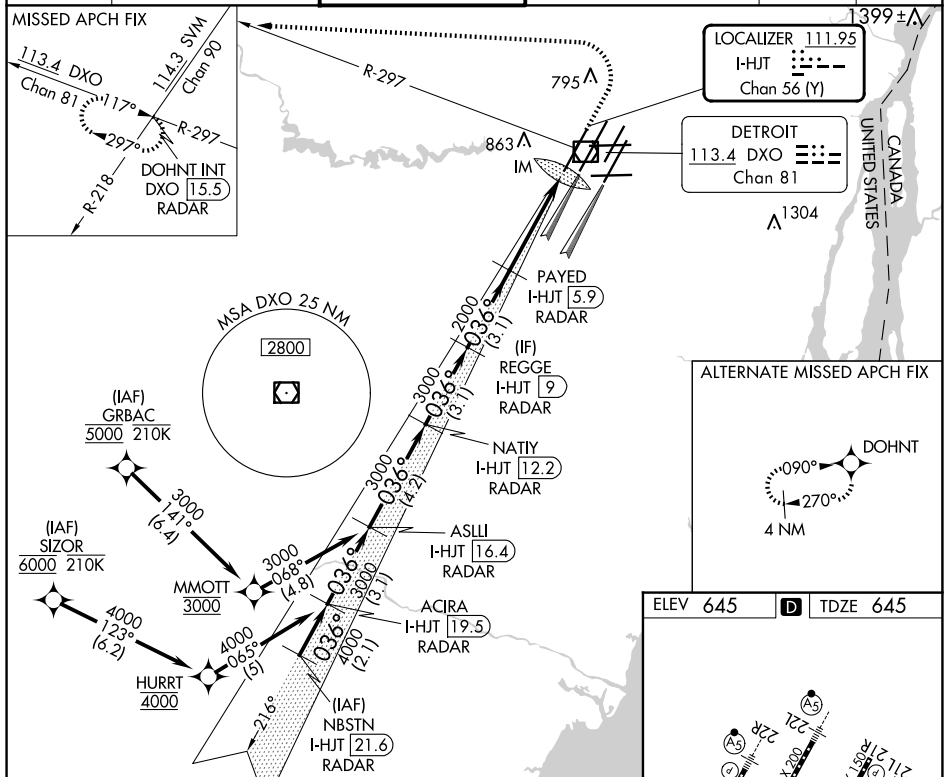 MISSED APCH FIX
113.4 DXO
Chan 81
114.3 SVM
Chan 90
117°
297°
R-297
R-218
DOHNT INT
DXO 15.5
RADAR
R-297
795
863
IM
1399±
LOCALIZER 111.95
I-HJT
Chan 56 (Y)
DETROIT
113.4 DXO
Chan 81
1304
CANADA
UNITED STATES
PAYED
I-HJT 5.9
RADAR
MSA DXO 25 NM
2800
2000
036°
(3.1)
(IF)
REGGE
I-HJT 9
RADAR
3000
036°
(3.1)
NATIY
I-HJT 12.2
RADAR
3000
036°
(4.2)
ASLLI
I-HJT 16.4
RADAR
036°
3000
(3.1)
ACIRA
I-HJT 19.5
RADAR
036°
4000
(2.1)
(IAF)
NBSTN
I-HJT 21.6
RADAR
216°
(IAF)
GRBAC
5000 210K
3000
141°
(6.4)
MMOTT
3000
3000
068°
(4.8)
(IAF)
SIZOR
6000 210K
4000
123°
(6.2)
HURRT
4000
4000
065°
(5)
ALTERNATE MISSED APCH FIX
DOHNT
090°
270°
4 NM
ELEV 645
D
TDZE 645
A5
22R
A5
22L
X 200
21L